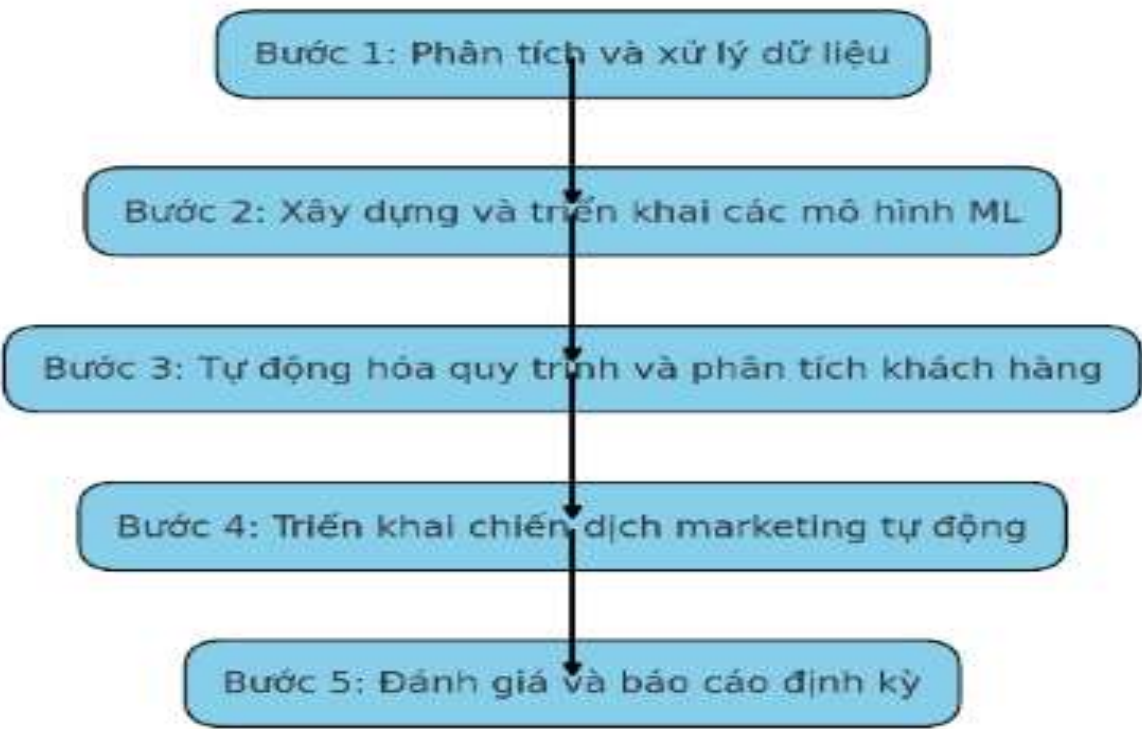 Bước 1: Phân tích và xử lý dữ liệu
Bước 2: Xây dựng và triển khai các mô hình ML
Bước 3: Tự động hóa quy trình và phân tích khách hàng
Bước 4: Triển khai chiến dịch marketing tự động
Bước 5: Đánh giá và báo cáo định kỳ